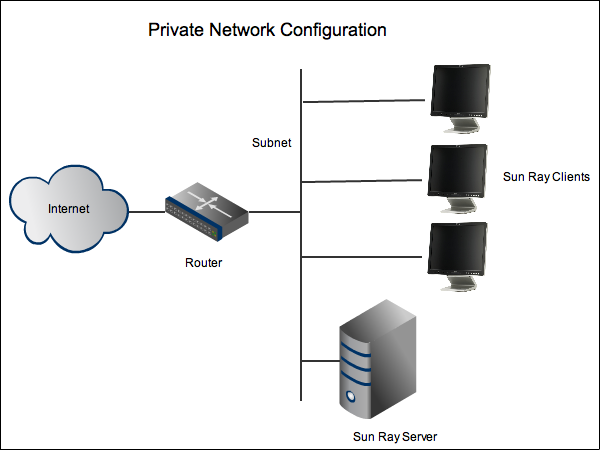 Private Network Configuration
Subnet
Sun Ray Clients
Internet
Router
Sun Ray Server